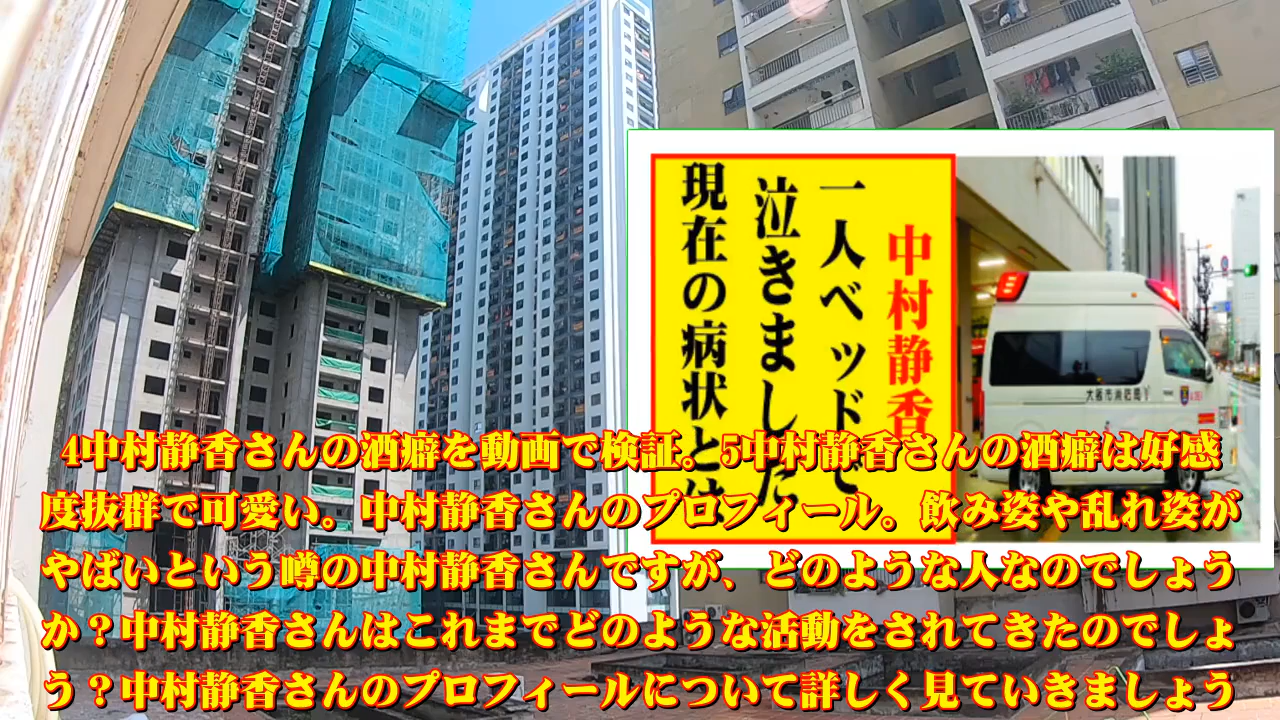 中村静香
一人ベッドで
泣きました
現在の病状とは
4中村静香さんの酒癖を動画で検証。5中村静香さんの酒癖は好感
度抜群で可愛い。中村静香さんのプロフィール。飲み姿や乱れ姿が
やばいという噂の中村静香さんですが、どのような人なのでしょう
か？中村静香さんはこれまでどのような活動をされてきたのでしょ
う？中村静香さんのプロフィールについて詳しく見ていきましょう